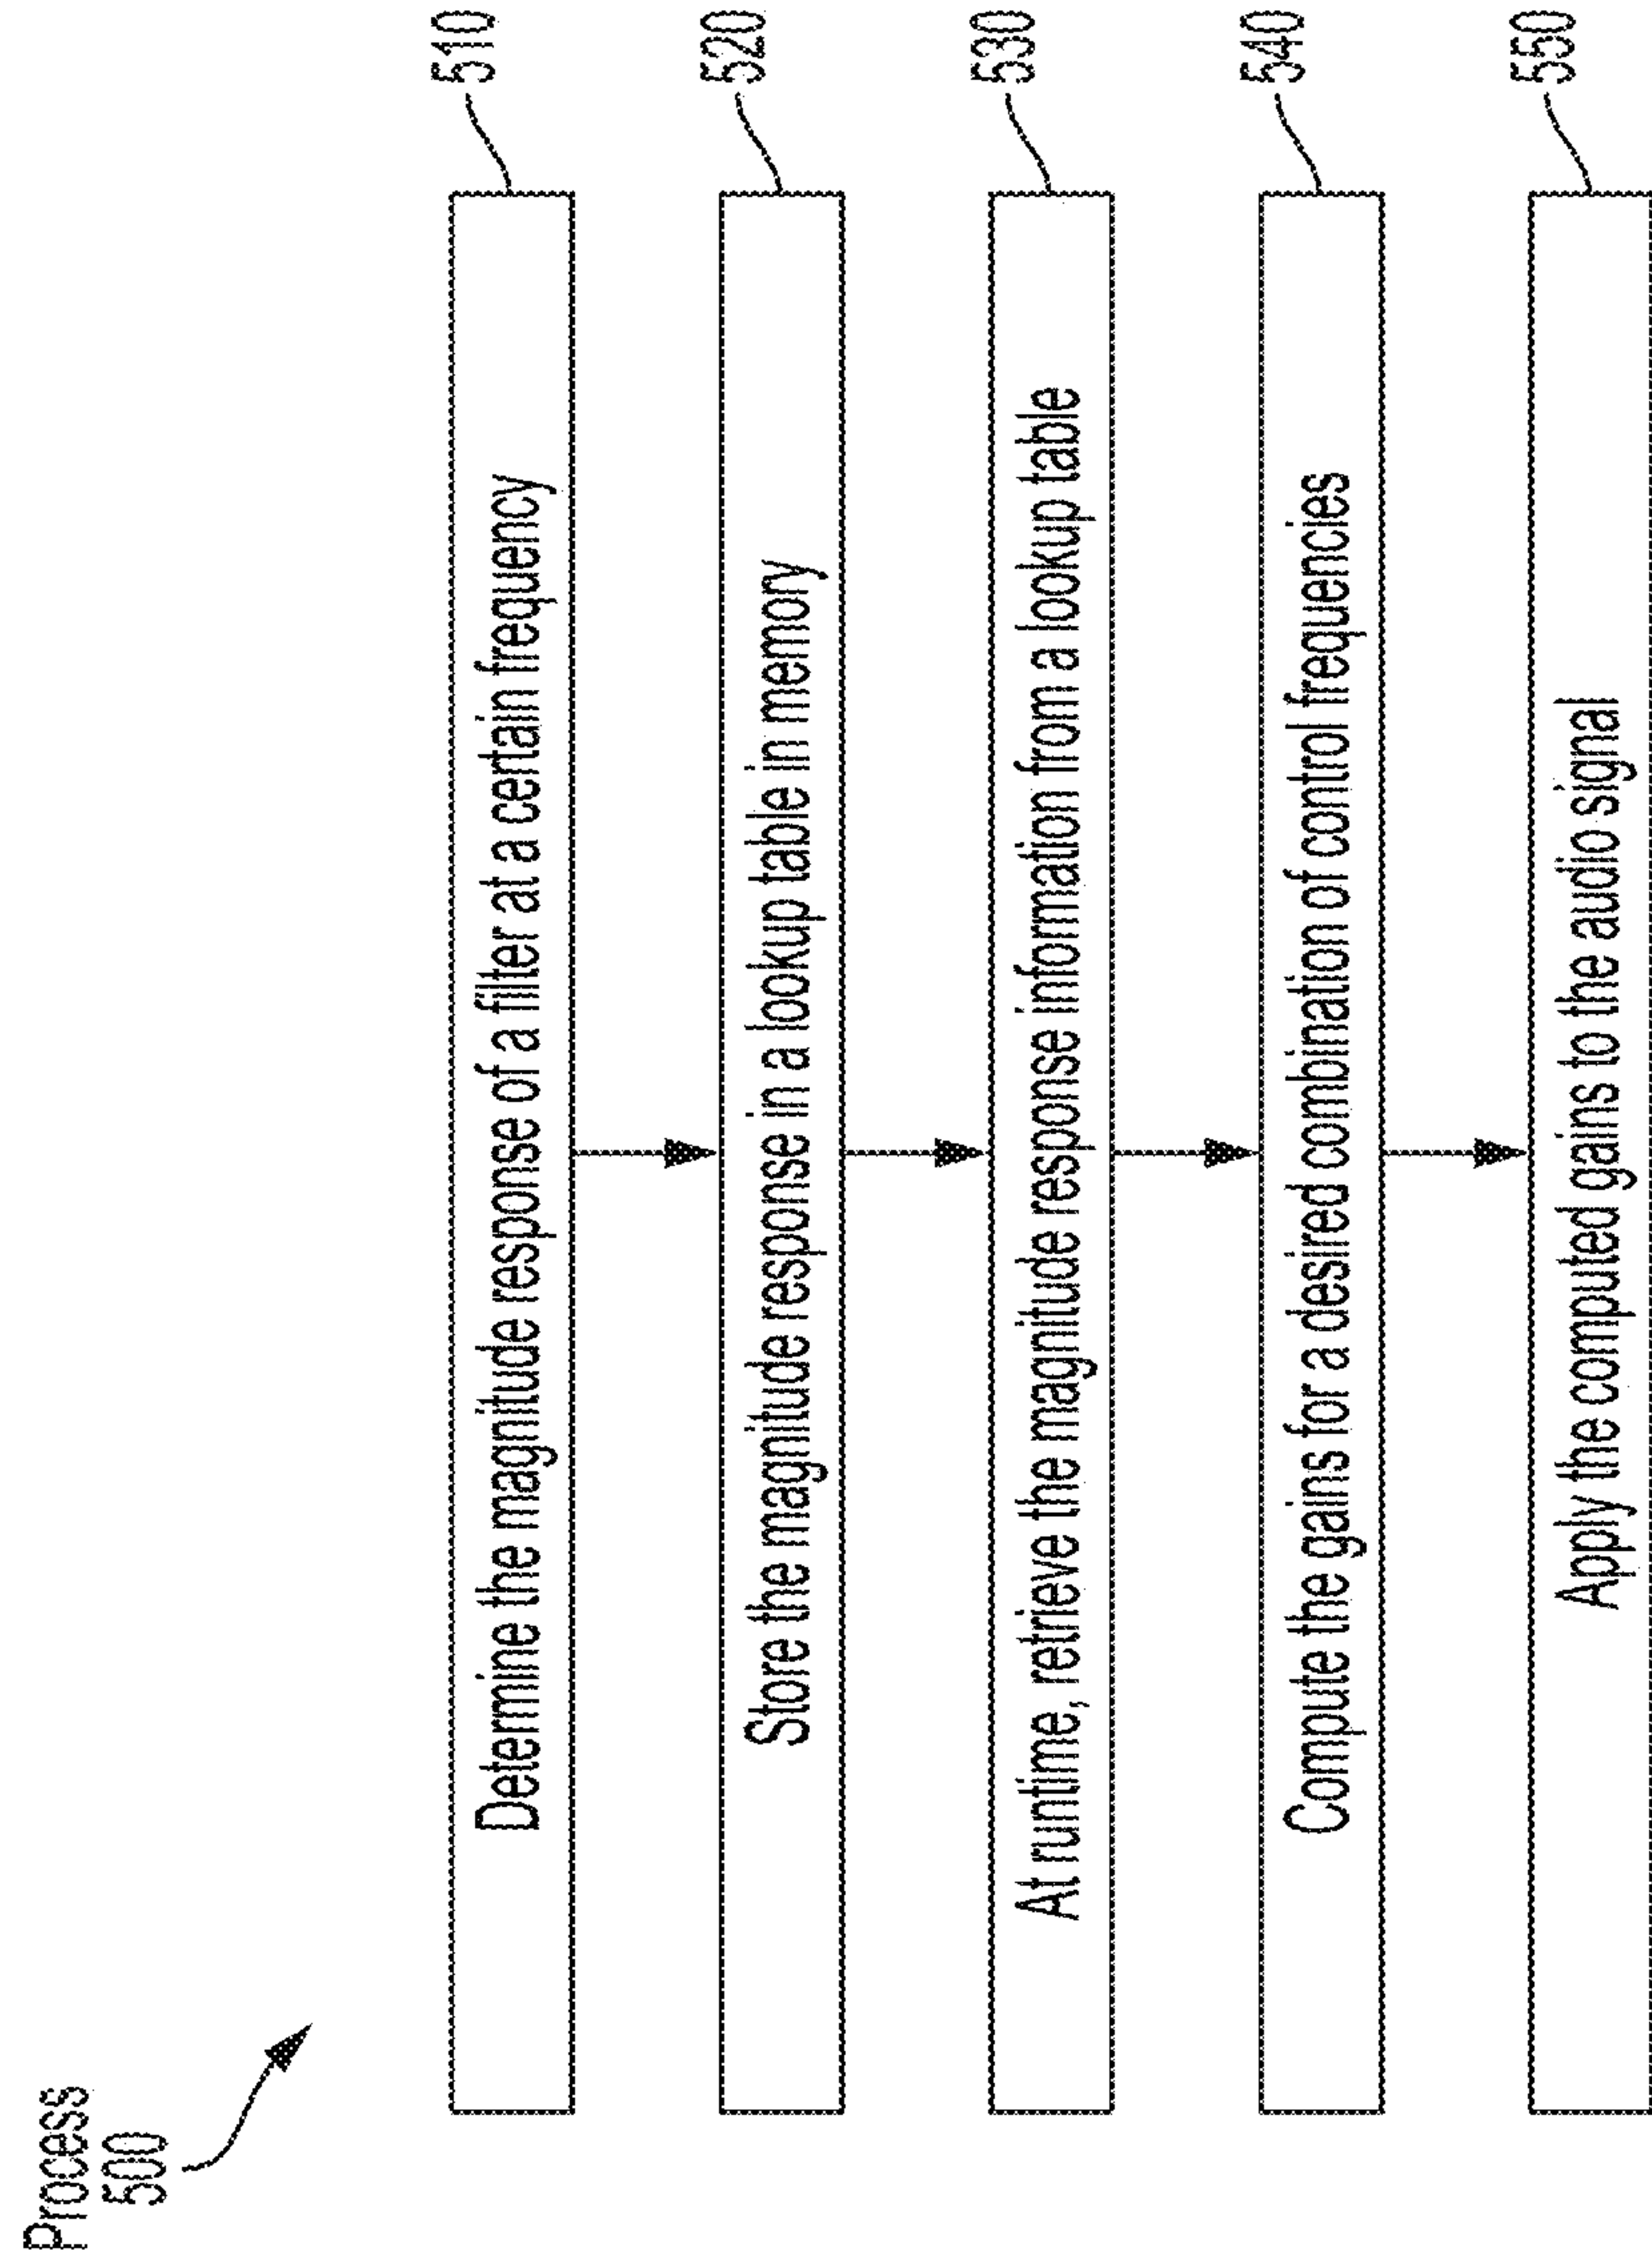 Process
500
Determine the magnitude response of a filter at a certain frequency
510
Store the magnitude response in a lookup table in memory
520
At runtime, retrieve the magnitude response information from a lookup table
530
Compute the gains for a desired combination of control frequencies
540
Apply the computed gains to the audio signal
550